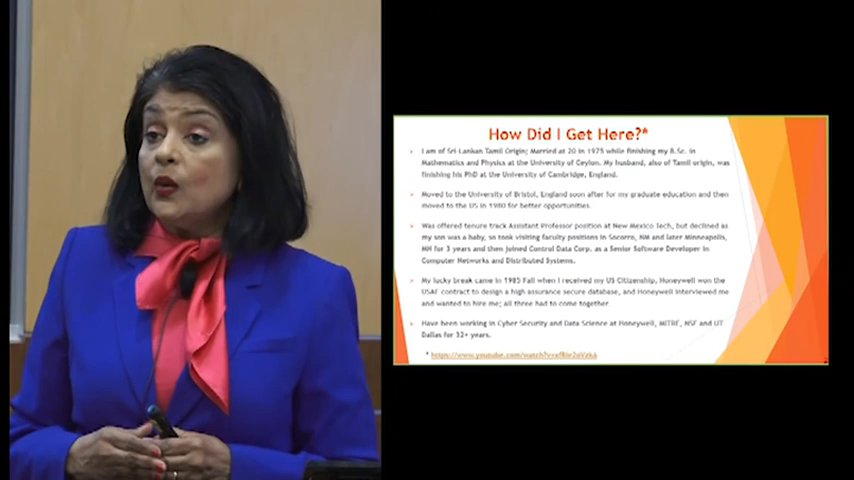 How Did I Get Here?*
I am of Sri Lankan Tamil Origin; Married at 20 in 1975 while finishing my B.Sc. in
Mathematics and Physics at the University of Ceylon. My husband, also of Tamil origin, was
finishing his PhD at the University of Cambridge, England.
Moved to the University of Bristol, England soon after for my graduate education and then
moved to the US in 1980 for better opportunities.
Was offered tenure track Assistant Professor position at New Mexico Tech, but declined as
my son was a baby, so took visiting faculty positions in Socorro, NM and later Minneapolis,
MN for 3 years and then joined Control Data Corp. as a Senior Software Developer in
Computer Networks and Distributed Systems.
My lucky break came in 1985 Fall when I received my US Citizenship, Honeywell won the
USAF contract to design a high assurance secure database, and Honeywell interviewed me
and wanted to hire me; all three had to come together.
Have been working in Cyber Security and Data Science at Honeywell, MITRE, NSF and UT
Dallas for 32+ years.
*